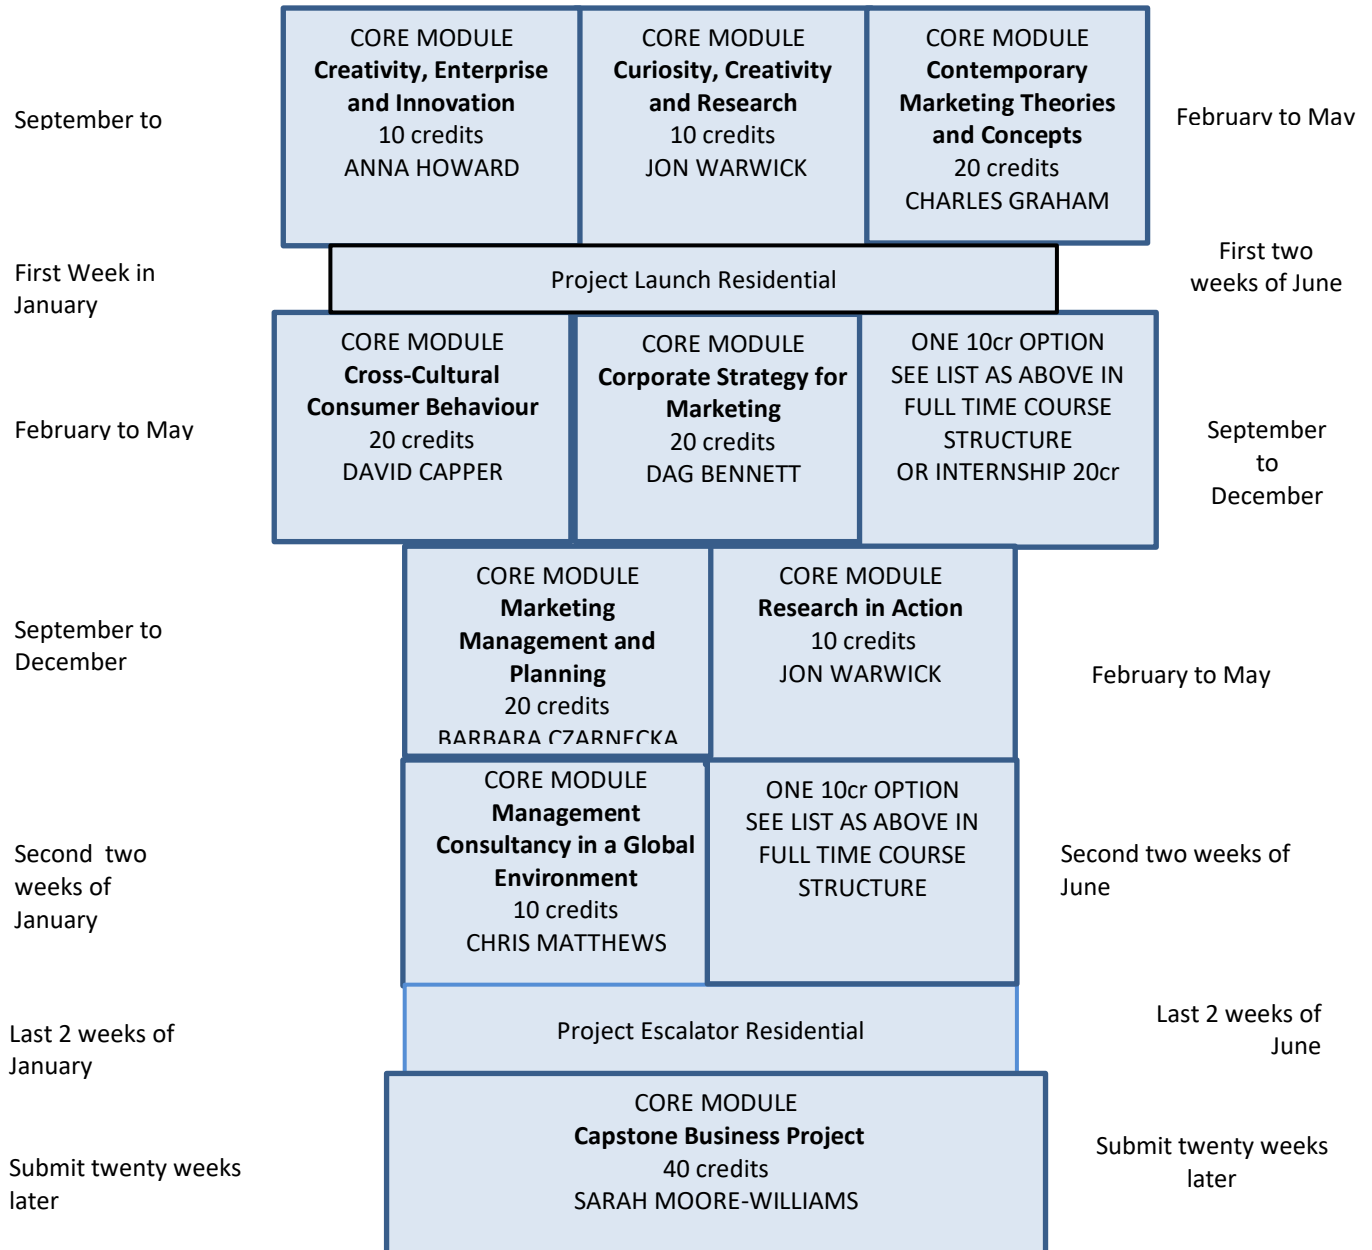 September to
CORE MODULE
Creativity, Enterprise
and Innovation
10 credits
ANNA HOWARD
CORE MODULE
Curiosity, Creativity
and Research
10 credits
JON WARWICK
CORE MODULE
Contemporary
Marketing Theories
and Concepts
20 credits
CHARLES GRAHAM
February to May
First Week in
January
Project Launch Residential
First two
weeks of June
February to May
CORE MODULE
Cross-Cultural
Consumer Behaviour
20 credits
DAVID CAPPER
CORE MODULE
Corporate Strategy for
Marketing
20 credits
DAG BENNETT
ONE 10cr OPTION
SEE LIST AS ABOVE IN
FULL TIME COURSE
STRUCTURE
OR INTERNSHIP 20cr
September
to
December
September to
December
CORE MODULE
Marketing
Management and
Planning
20 credits
BARBARA CZARNECKA
CORE MODULE
Research in Action
10 credits
JON WARWICK
February to May
Second two
weeks of
January
CORE MODULE
Management
Consultancy in a Global
Environment
10 credits
CHRIS MATTHEWS
ONE 10cr OPTION
SEE LIST AS ABOVE IN
FULL TIME COURSE
STRUCTURE
Second two weeks of
June
Last 2 weeks of
January
Project Escalator Residential
Last 2 weeks of
June
Submit twenty weeks
later
CORE MODULE
Capstone Business Project
40 credits
SARAH MOORE-WILLIAMS
Submit twenty weeks
later